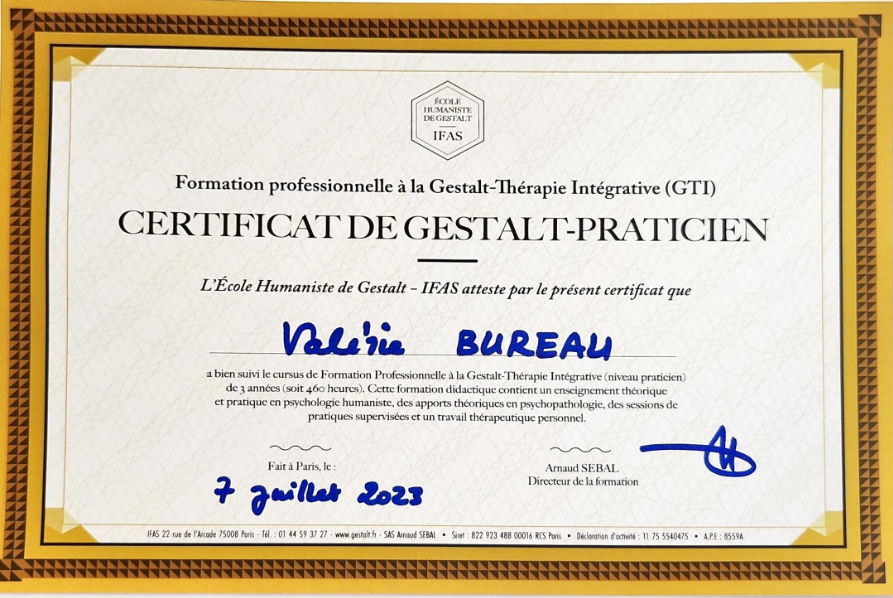 ÉCOLE
HUMANISTE
DE GESTALT
IFAS
Formation professionnelle à la Gestalt-Thérapie Intégrative (GTI)
CERTIFICAT DE GESTALT-PRATICIEN
L'École Humaniste de Gestalt – IFAS atteste par le présent certificat que
Valérie BUREAU
a bien suivi le cursus de Formation Professionnelle à la Gestalt-Thérapie Intégrative (niveau praticien)
de 3 années (soit 460 heures). Cette formation didactique contient un enseignement théorique
et pratique en psychologie humaniste, des apports théoriques en psychopathologie, des sessions de
pratiques supervisées et un travail thérapeutique personnel.
Fait à Paris, le :
7 juillet 2023
Arnaud SEBAL
Directeur de la formation
IFAS 22 rue de l'Arcade 75008 Paris - Tél. : 01 44 59 37 27 - www.gestalt.fr - SAS Arnaud SEBAL • Siret : 822 923 488 00016 RCS Paris • Déclaration d'activité : 11 75 5540475 • A.P.E : 8559A